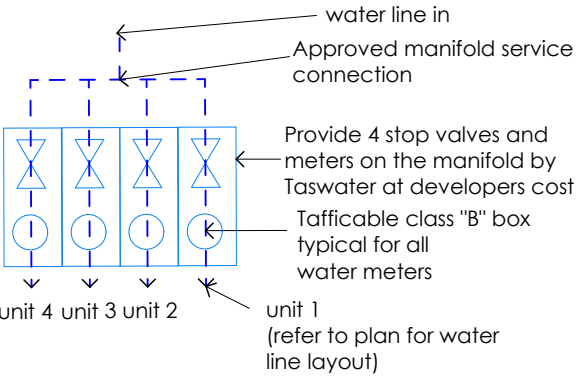 water line in
Approved manifold service
connection
Provide 4 stop valves and
meters on the manifold by
Taswater at developers cost
Tafficable class "B" box
typical for all
water meters
unit 4 unit 3 unit 2
unit 1
(refer to plan for water
line layout)